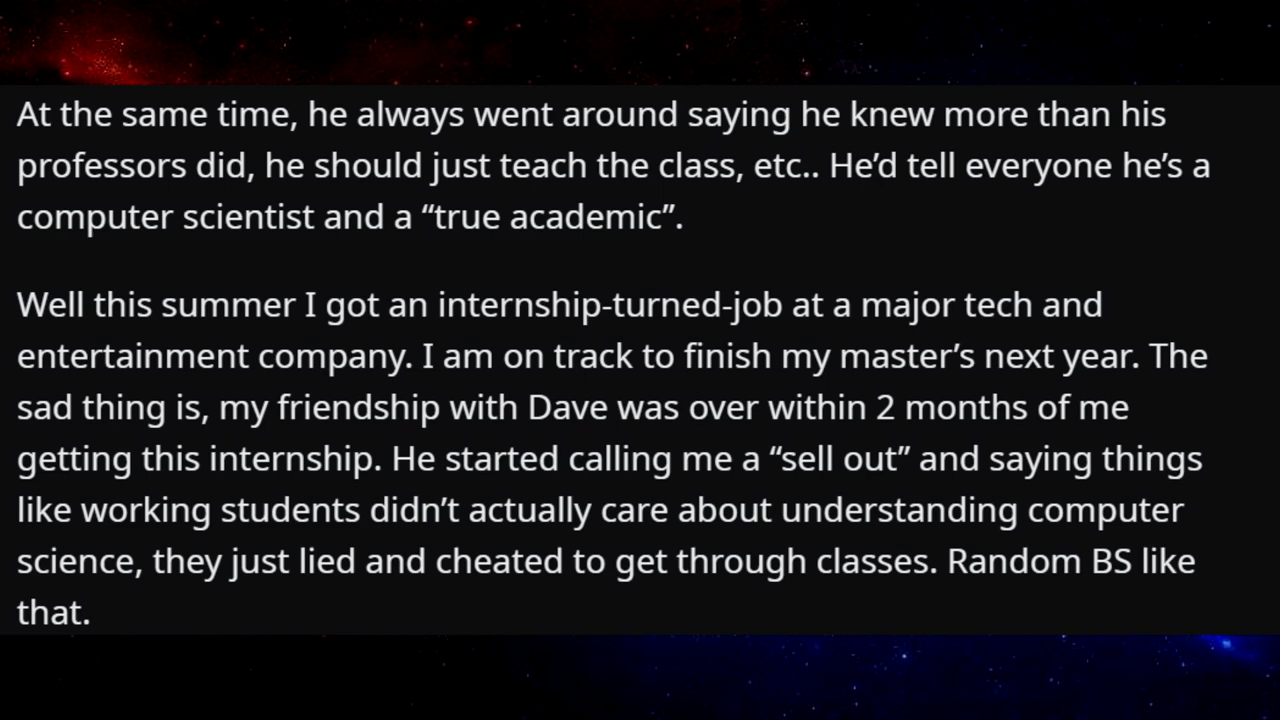 At the same time, he always went around saying he knew more than his
professors did, he should just teach the class, etc.. He’d tell everyone he’s a
computer scientist and a “true academic”.
Well this summer I got an internship-turned-job at a major tech and
entertainment company. I am on track to finish my master’s next year. The
sad thing is, my friendship with Dave was over within 2 months of me
getting this internship. He started calling me a “sell out” and saying things
like working students didn’t actually care about understanding computer
science, they just lied and cheated to get through classes. Random BS like
that.